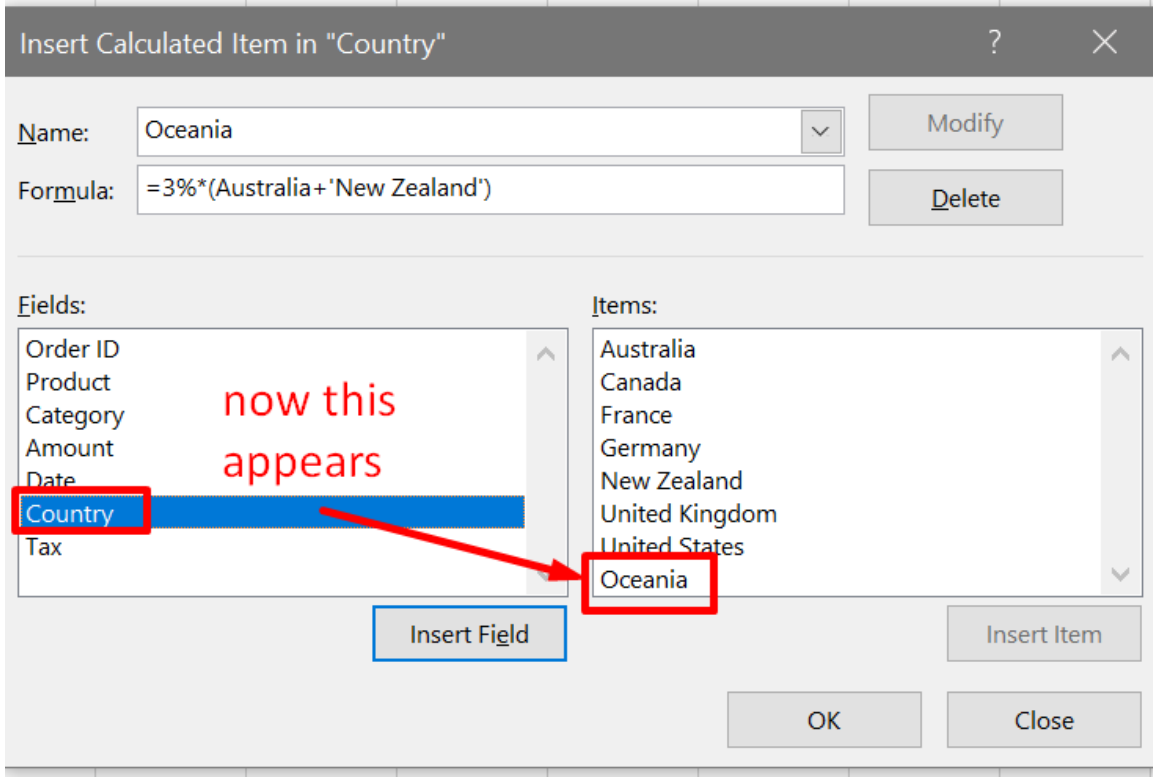 Insert Calculated Item in "Country"
?
Name:
Oceania
Modify
Formula:
=3%*(Australia+'New Zealand')
Delete
Fields:
Order ID
Product
Category
Amount
Date
Country
Tax
now this
appears
Insert Field
Items:
Australia
Canada
France
Germany
New Zealand
United Kingdom
United States
Oceania
Insert Item
OK
Close